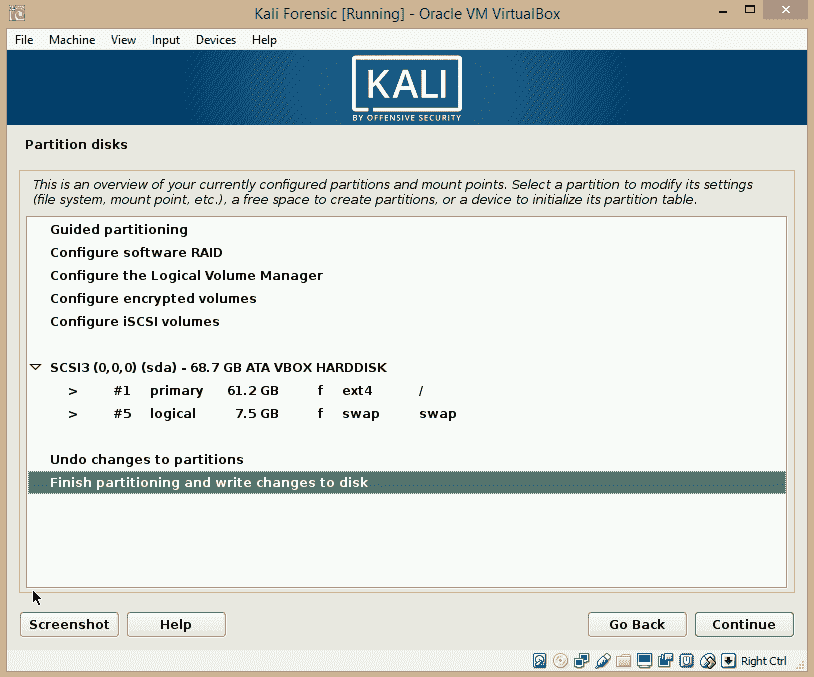 Kali Forensic [Running] - Oracle VM VirtualBox
File Machine View Input Devices Help
KALI
BY OFFENSIVE SECURITY
Partition disks
This is an overview of your currently configured partitions and mount points. Select a partition to modify its settings
(file system, mount point, etc.), a free space to create partitions, or a device to initialize its partition table.
Guided partitioning
Configure software RAID
Configure the Logical Volume Manager
Configure encrypted volumes
Configure iSCSI volumes
SCSI3 (0,0,0) (sda) - 68.7 GB ATA VBOX HARDDISK
> #1 primary 61.2 GB f ext4 /
> #5 logical 7.5 GB f swap swap
Undo changes to partitions
Finish partitioning and write changes to disk
Screenshot Help Go Back Continue
Right Ctrl